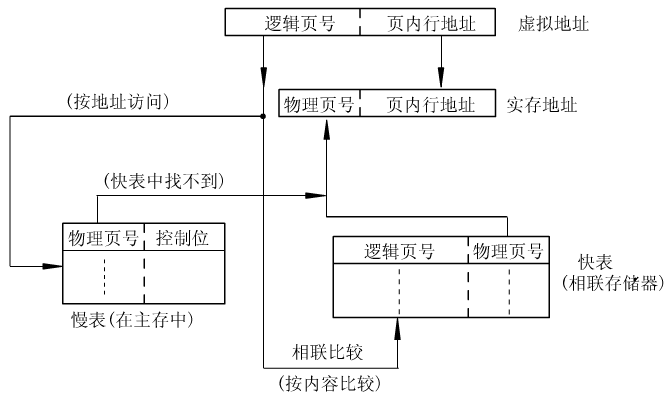 逻辑页号 页内行地址 虚拟地址
(按地址访问)
物理页号 页内行地址 实存地址
(快表中找不到)
物理页号 控制位
逻辑页号 物理页号
快表
(相联存储器)
慢表(在主存中)
相联比较
(按内容比较)